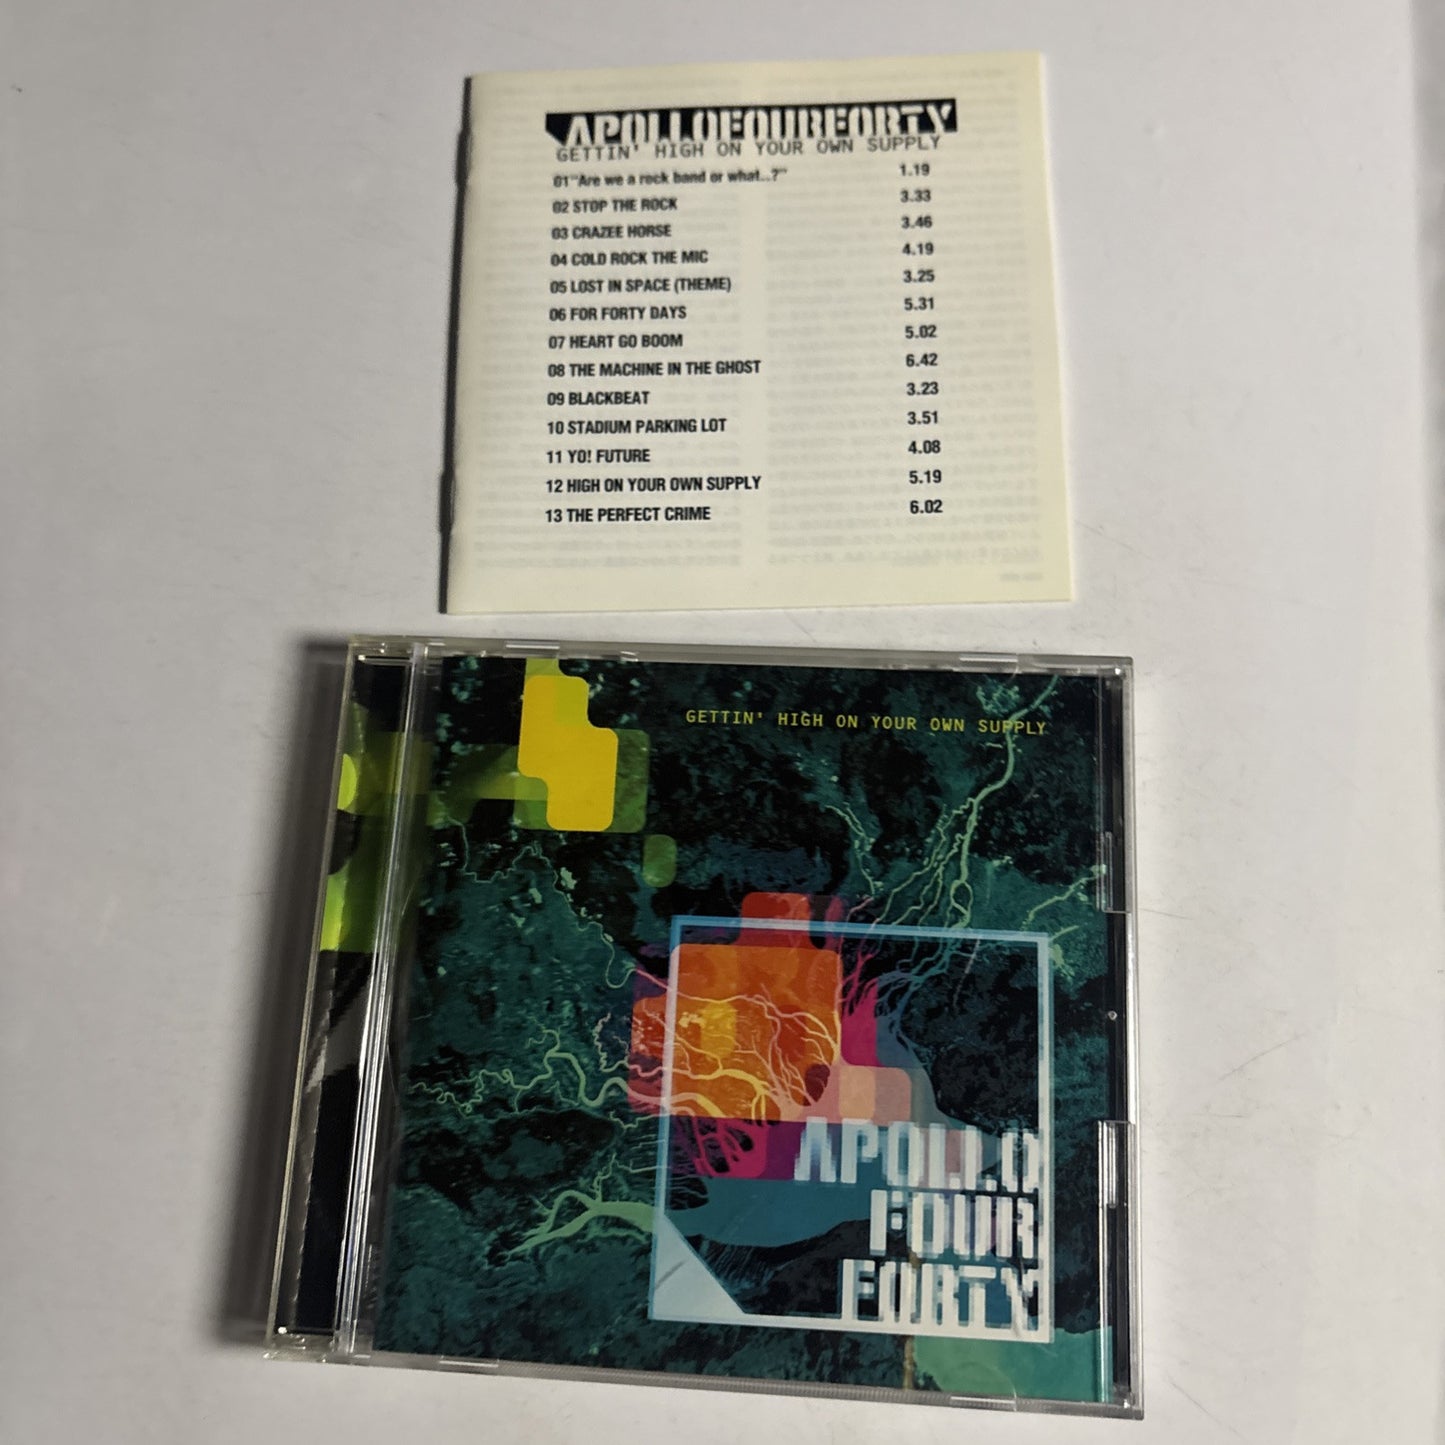 APOLLOFOURFORTY
GETTIN' HIGH ON YOUR OWN SUPPLY
01 "Are we a rock band or what..?" 1.19
02 STOP THE ROCK 3.33
03 CRAZEE HORSE 3.46
04 COLD ROCK THE MIC 4.19
05 LOST IN SPACE (THEME) 3.25
06 FOR FORTY DAYS 5.31
07 HEART GO BOOM 5.02
08 THE MACHINE IN THE GHOST 6.42
09 BLACKBEAT 3.23
10 STADIUM PARKING LOT 3.51
11 YO! FUTURE 4.08
12 HIGH ON YOUR OWN SUPPLY 5.19
13 THE PERFECT CRIME 6.02
GETTIN' HIGH ON YOUR OWN SUPPLY
APOLLO
FOUR
FORTY